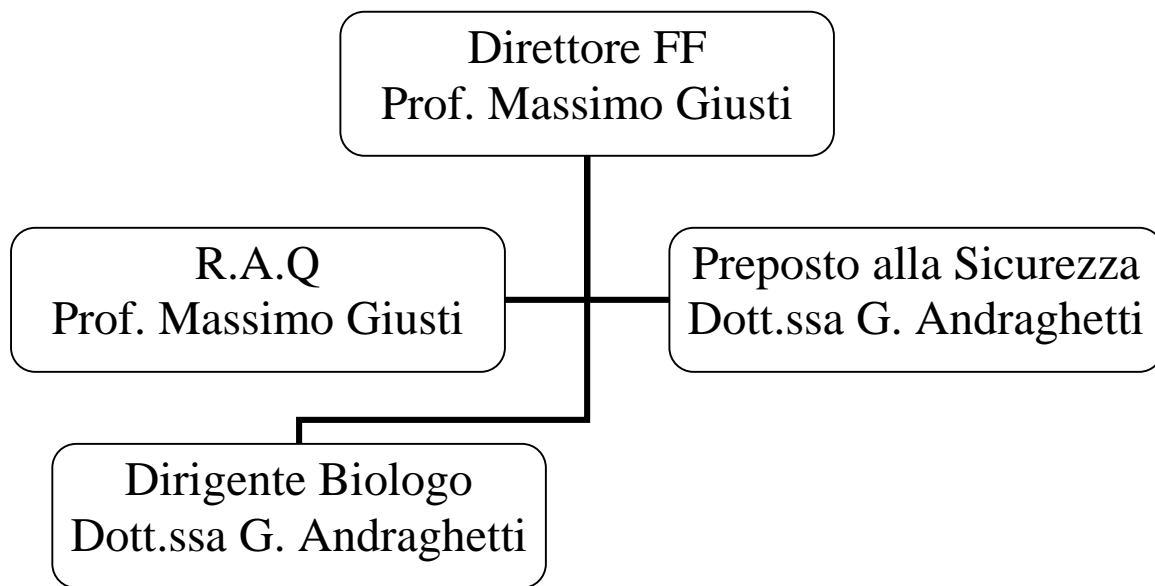 Direttore FF
Prof. Massimo Giusti
R.A.Q
Prof. Massimo Giusti
Preposto alla Sicurezza
Dott.ssa G. Andraghetti
Dirigente Biologo
Dott.ssa G. Andraghetti